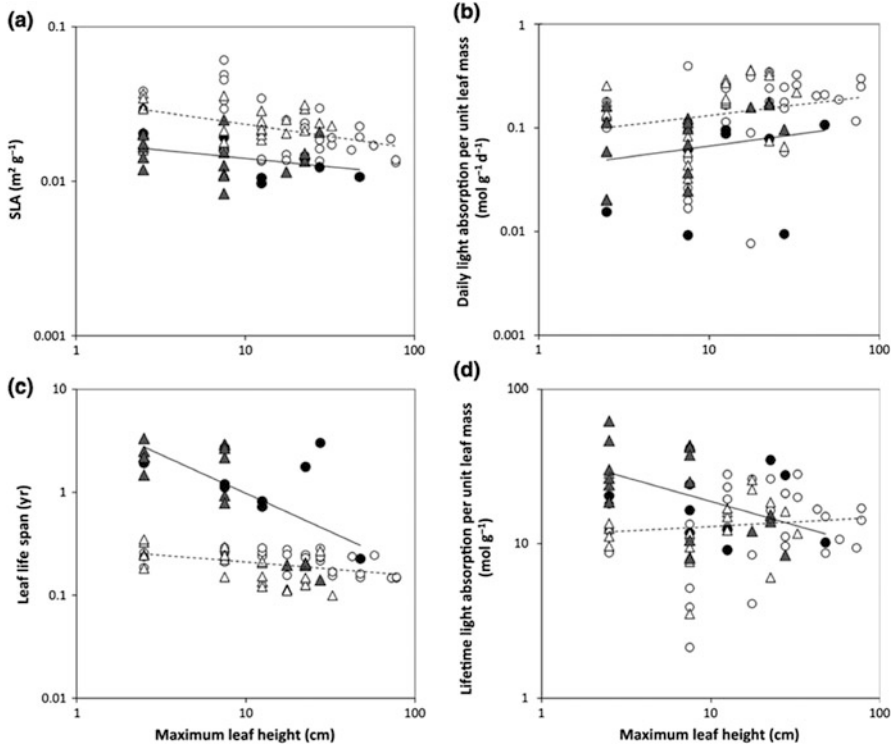 (a)
0.1
0.01
0.001
SLA (m² g⁻¹)
1
10
100
(b)
1
0.1
0.01
0.001
Daily light absorption per unit leaf mass
(mol g⁻¹ d⁻¹)
1
10
100
(c)
10
1
0.1
0.01
Leaf life span (yr)
1
10
100
Maximum leaf height (cm)
(d)
100
10
1
Lifetime light absorption per unit leaf mass
(mol g⁻¹)
1
10
100
Maximum leaf height (cm)